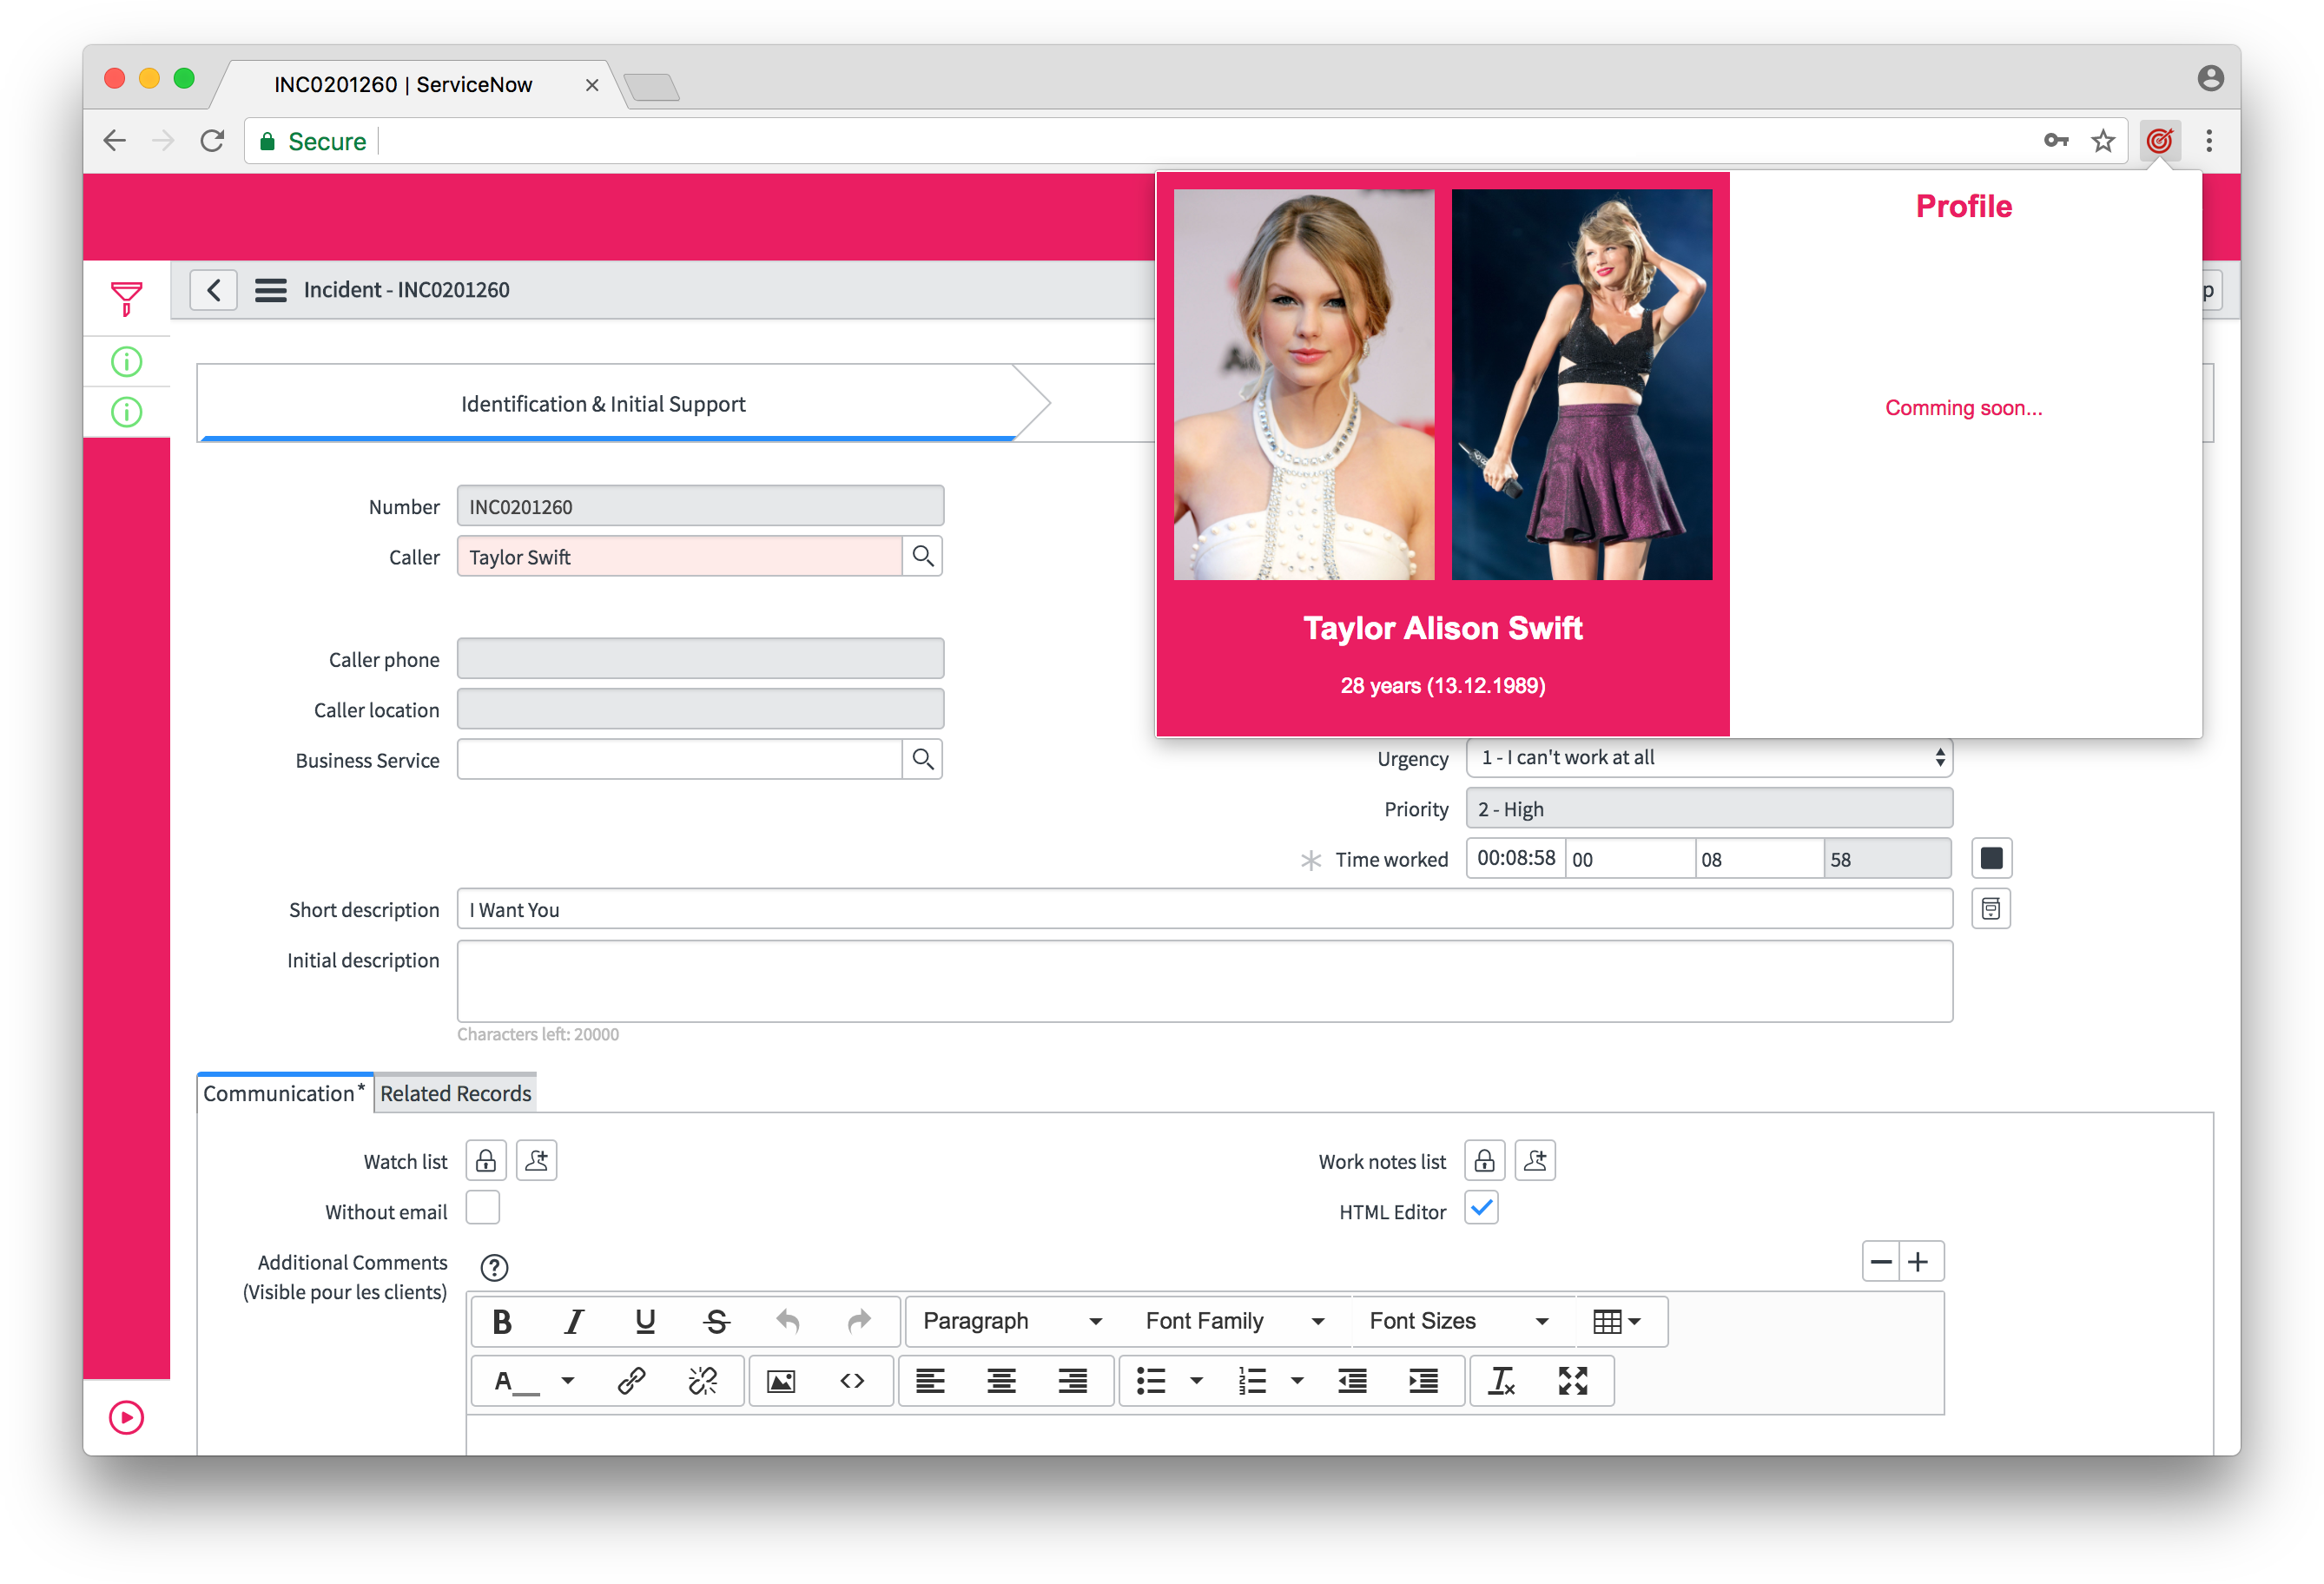 INC0201260 | ServiceNow
Secure
Incident - INC0201260
p
Profile
Comming soon...
Taylor Alison Swift
28 years (13.12.1989)
Identification & Initial Support
Number INC0201260
Caller Taylor Swift
Caller phone
Caller location
Business Service
Urgency 1 - I can't work at all
Priority 2 - High
Time worked 00:08:58 00 08 58
Short description I Want You
Initial description
Characters left: 20000
Communication* Related Records
Watch list
Work notes list
Without email
HTML Editor
Additional Comments
(Visible pour les clients)
B I U S Paragraph Font Family Font Sizes
A